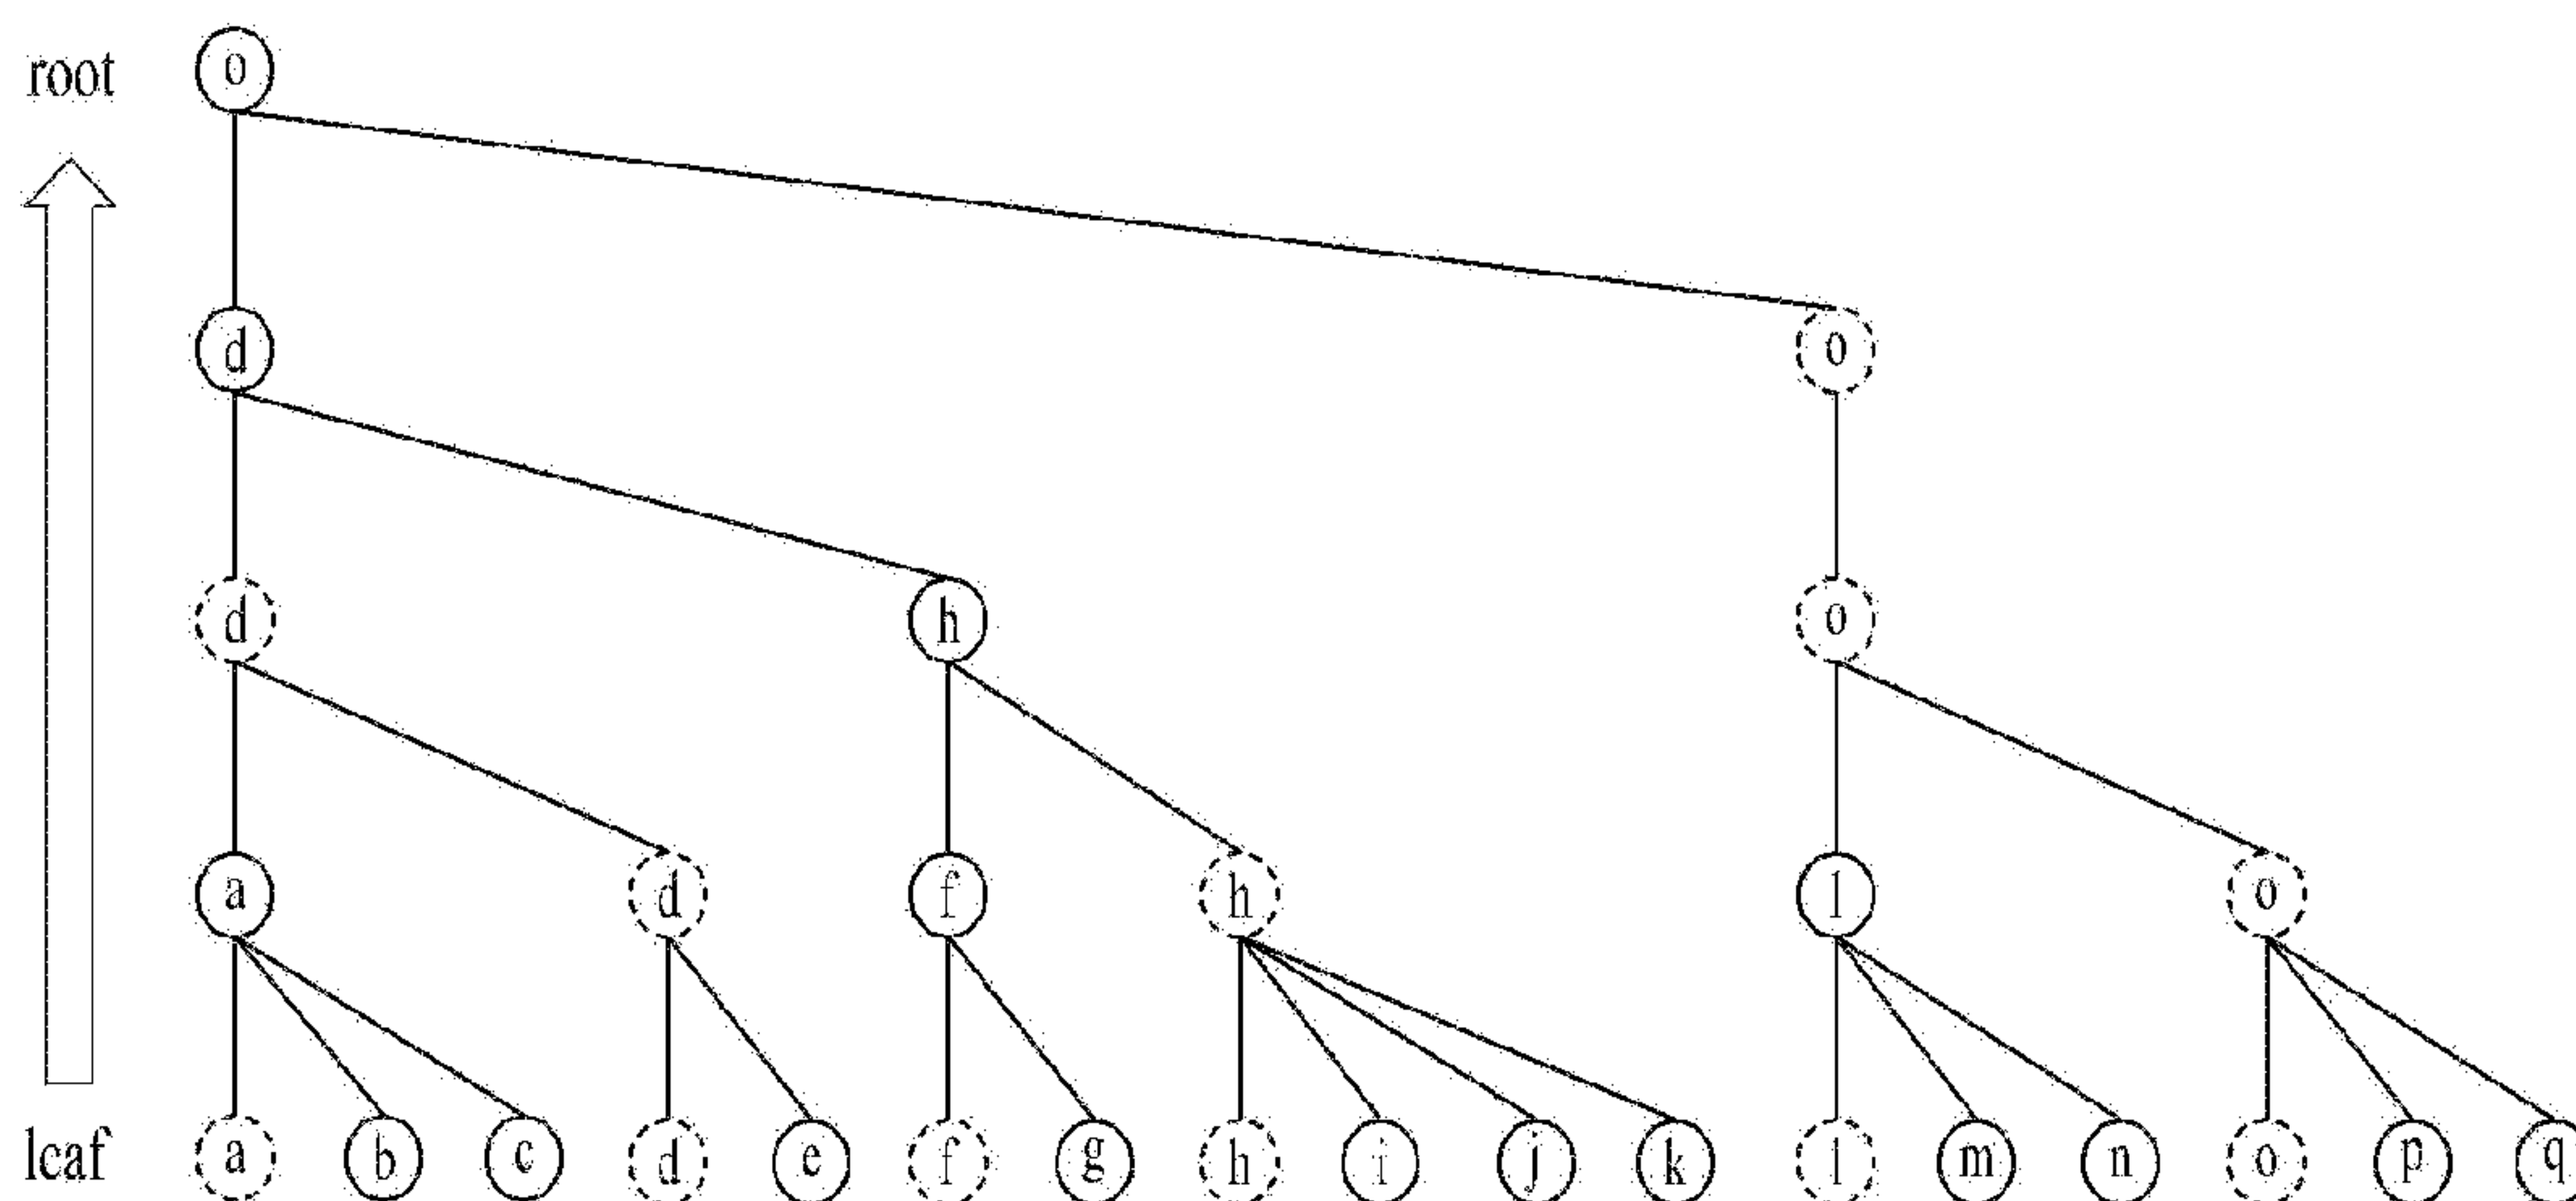 root o
d o
d h o
a d f h l o
leaf a b c d e f g h i j k l m n o p q